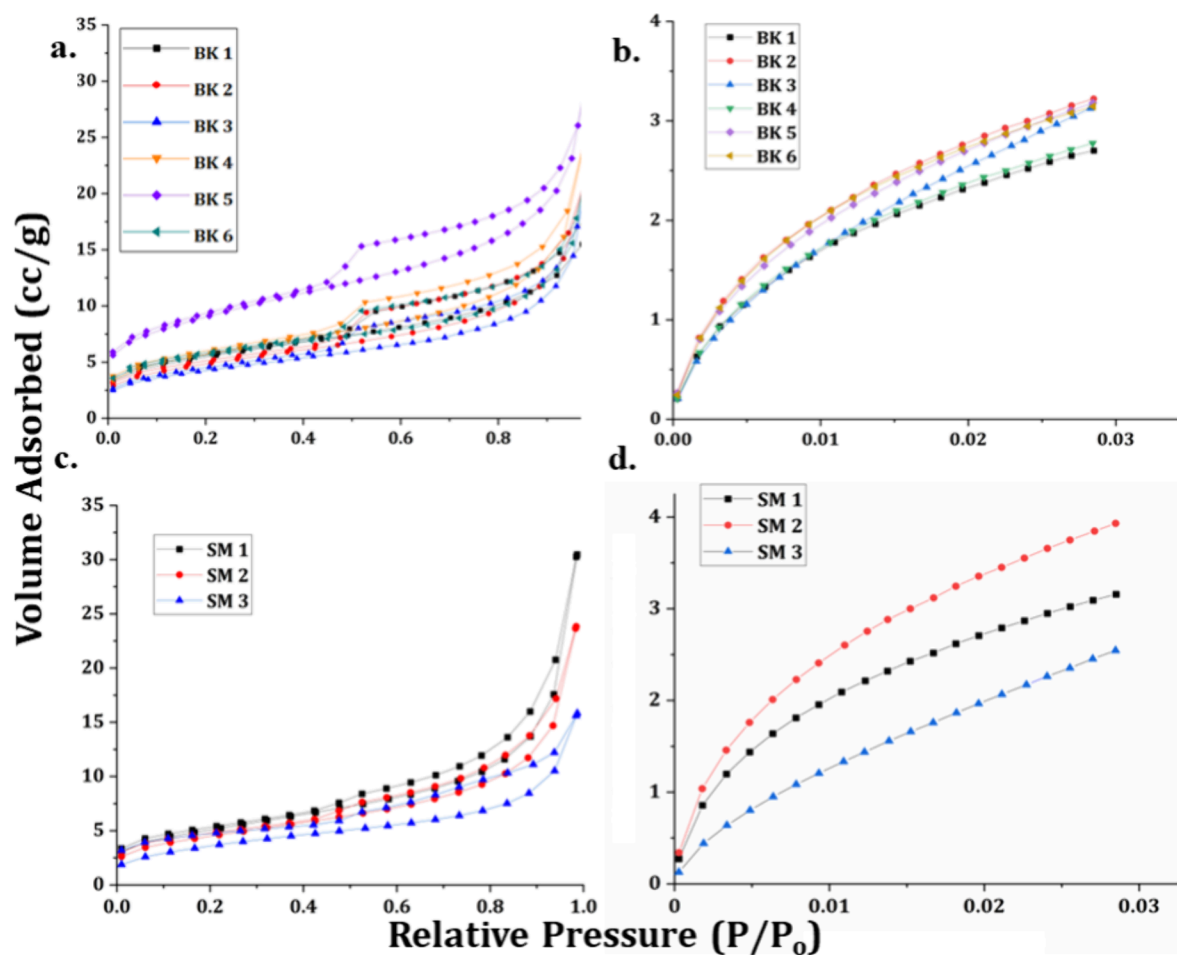 a.
35
30
25
20
15
10
5
0
BK 1
BK 2
BK 3
BK 4
BK 5
BK 6
0.0
0.2
0.4
0.6
0.8
b.
4
3
2
1
0
BK 1
BK 2
BK 3
BK 4
BK 5
BK 6
0.00
0.01
0.02
0.03
c.
35
30
25
20
15
10
5
0
SM 1
SM 2
SM 3
0.0
0.2
0.4
0.6
0.8
1.0
d.
4
3
2
1
0
SM 1
SM 2
SM 3
0
0.01
0.02
0.03
Volume Adsorbed (cc/g)
Relative Pressure (P/Po)